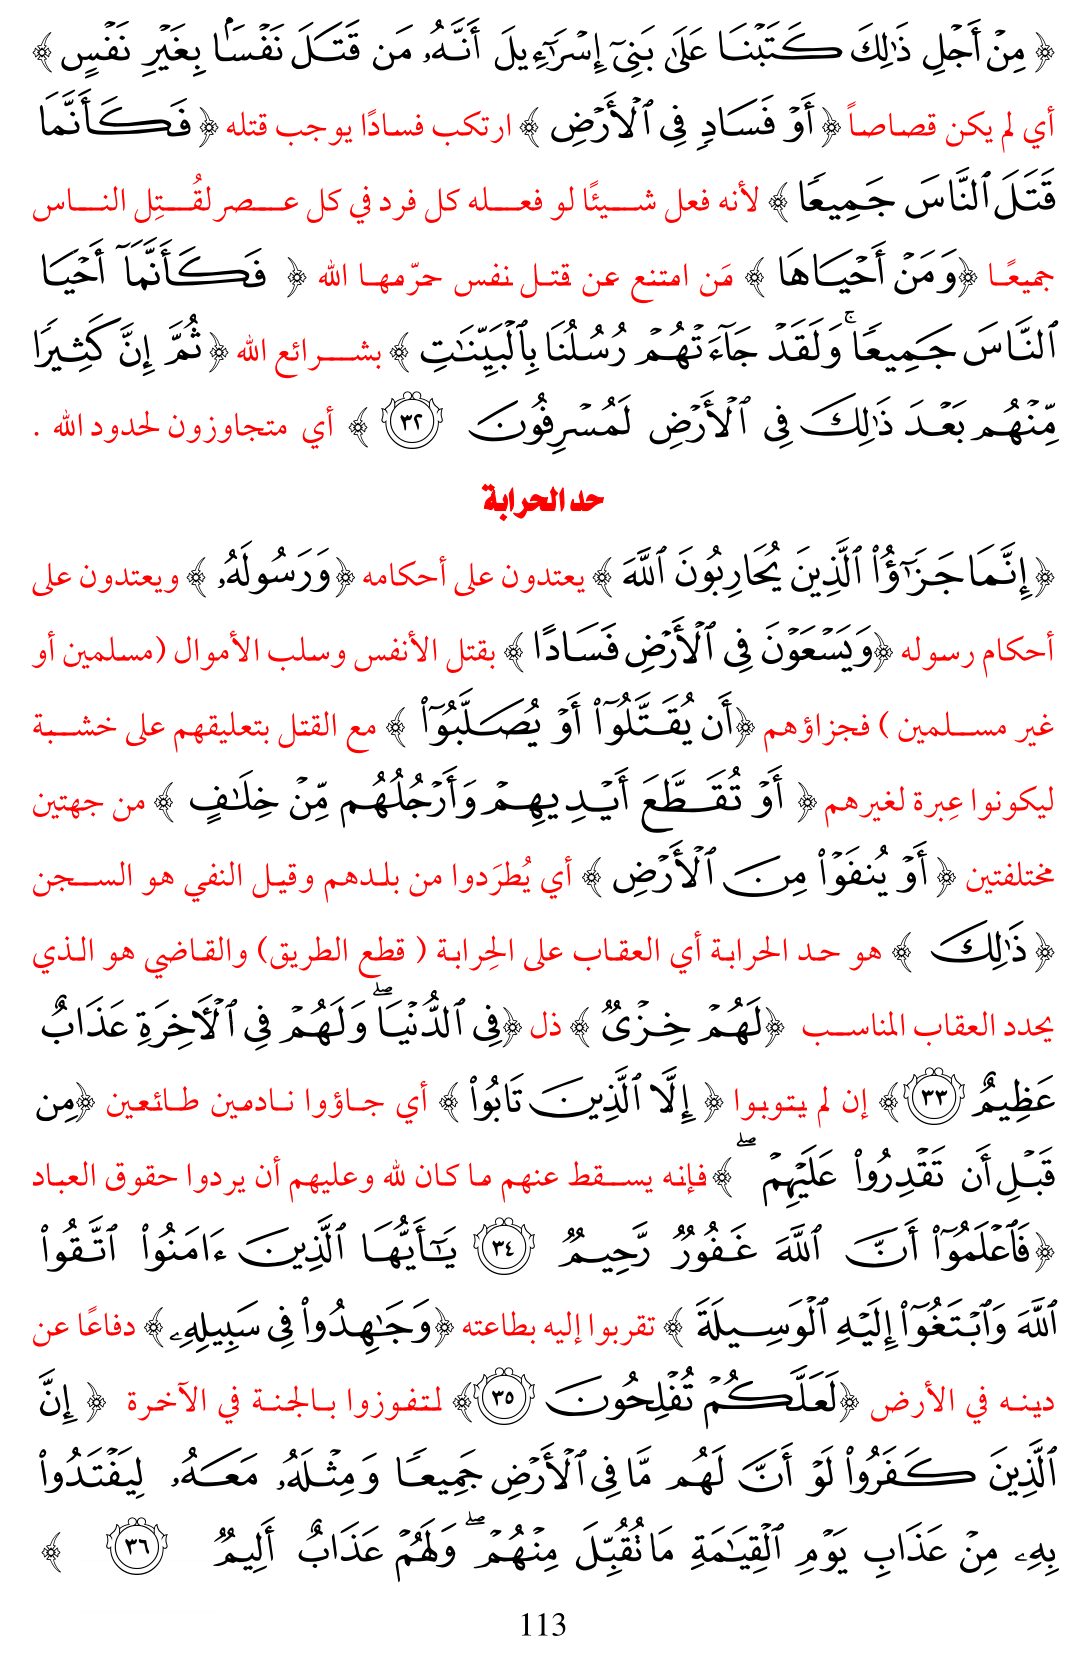 ﴿ مِنْ أَجْلِ ذَٰلِكَ كَتَبْنَا عَلَىٰ بَنِىٓ إِسْرَٰٓءِيلَ أَنَّهُۥ مَن قَتَلَ نَفْسًۢا بِغَيْرِ نَفْسٍ ﴾
أي لم يكن قصاصاً ﴿ أَوْ فَسَادٍ فِى ٱلْأَرْضِ ﴾ ارتكب فسادًا يوجب قتله ﴿ فَكَأَنَّمَا
قَتَلَ ٱلنَّاسَ جَمِيعًا ﴾ لأنه فعل شيئًا لو فعله كل فرد في كل عصر لقُتِل الناس
جميعًا ﴿ وَمَنْ أَحْيَاهَا ﴾ مَن امتنع عن قتل نفس حرّمها الله ﴿ فَكَأَنَّمَآ أَحْيَا
ٱلنَّاسَ جَمِيعًا ۚ وَلَقَدْ جَآءَتْهُمْ رُسُلُنَا بِٱلْبَيِّنَٰتِ ﴾ بشرائع الله ﴿ ثُمَّ إِنَّ كَثِيرًا
مِّنْهُم بَعْدَ ذَٰلِكَ فِى ٱلْأَرْضِ لَمُسْرِفُونَ ٣٢ ﴾ أي متجاوزون لحدود الله .
حد الحرابة
﴿ إِنَّمَا جَزَٰٓؤُا۟ ٱلَّذِينَ يُحَارِبُونَ ٱللَّهَ ﴾ يعتدون على أحكامه ﴿ وَرَسُولَهُۥ ﴾ ويعتدون على
أحكام رسوله ﴿ وَيَسْعَوْنَ فِى ٱلْأَرْضِ فَسَادًا ﴾ بقتل الأنفس وسلب الأموال (مسلمين أو
غير مسلمين ) فجزاؤهم ﴿ أَن يُقَتَّلُوٓا۟ أَوْ يُصَلَّبُوٓا۟ ﴾ مع القتل بتعليقهم على خشبة
ليكونوا عِبرة لغيرهم ﴿ أَوْ تُقَطَّعَ أَيْدِيهِمْ وَأَرْجُلُهُم مِّنْ خِلَٰفٍ ﴾ من جهتين
مختلفتين ﴿ أَوْ يُنفَوْا۟ مِنَ ٱلْأَرْضِ ﴾ أي يُطرَدوا من بلدهم وقيل النفي هو السجن
﴿ ذَٰلِكَ ﴾ هو حد الحرابة أي العقاب على الحِرابة ( قطع الطريق) والقاضي هو الذي
يحدد العقاب المناسب ﴿ لَهُمْ خِزْىٌ ﴾ ذل ﴿ فِى ٱلدُّنْيَا ۖ وَلَهُمْ فِى ٱلْـَٔاخِرَةِ عَذَابٌ
عَظِيمٌ ٣٣ ﴾ إن لم يتوبوا ﴿ إِلَّا ٱلَّذِينَ تَابُوا۟ ﴾ أي جاؤوا نادمين طائعين ﴿ مِن
قَبْلِ أَن تَقْدِرُوا۟ عَلَيْهِمْ ۖ ﴾ فإنه يسقط عنهم ما كان لله وعليهم أن يردوا حقوق العباد
﴿ فَٱعْلَمُوٓا۟ أَنَّ ٱللَّهَ غَفُورٌ رَّحِيمٌ ٣٤ يَٰٓأَيُّهَا ٱلَّذِينَ ءَامَنُوا۟ ٱتَّقُوا۟
ٱللَّهَ وَٱبْتَغُوٓا۟ إِلَيْهِ ٱلْوَسِيلَةَ ﴾ تقربوا إليه بطاعته ﴿ وَجَٰهِدُوا۟ فِى سَبِيلِهِۦ ﴾ دفاعًا عن
دينه في الأرض ﴿ لَعَلَّكُمْ تُفْلِحُونَ ٣٥ ﴾ لتفوزوا بالجنة في الآخرة ﴿ إِنَّ
ٱلَّذِينَ كَفَرُوا۟ لَوْ أَنَّ لَهُم مَّا فِى ٱلْأَرْضِ جَمِيعًا وَمِثْلَهُۥ مَعَهُۥ لِيَفْتَدُوا۟
بِهِۦ مِنْ عَذَابِ يَوْمِ ٱلْقِيَٰمَةِ مَا تُقُبِّلَ مِنْهُمْ ۖ وَلَهُمْ عَذَابٌ أَلِيمٌ ٣٦ ﴾
113